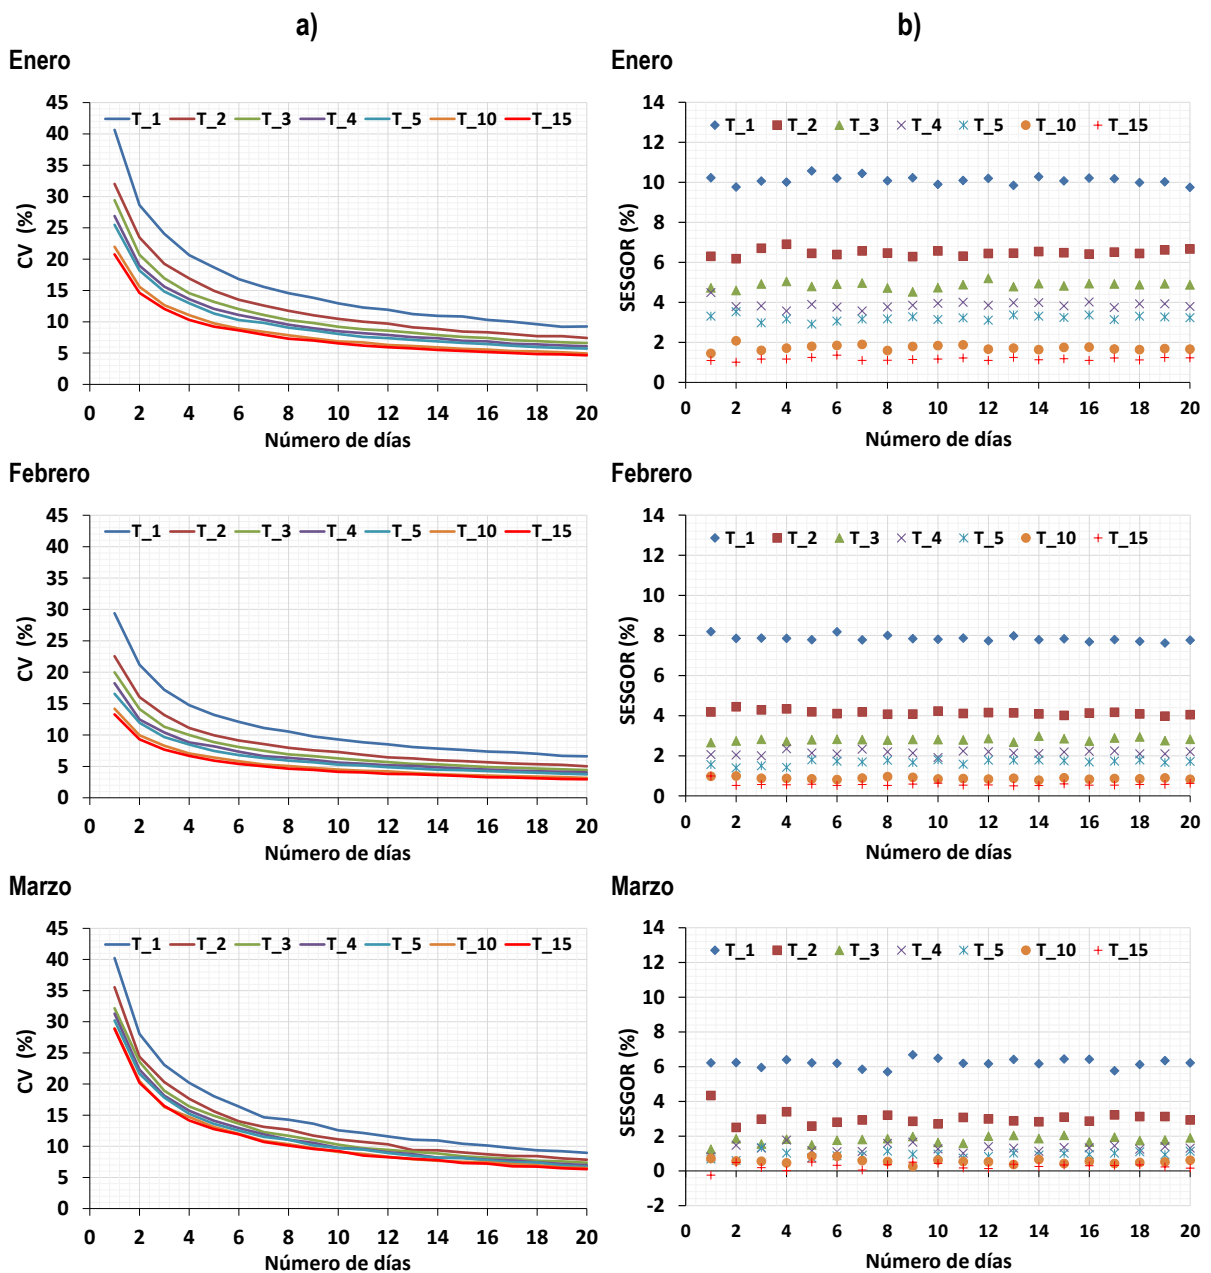 a)
b)
Enero
Enero
45
40
35
30
25
20
15
10
5
0
CV (%)
T_1 T_2 T_3 T_4 T_5 T_10 T_15
0 2 4 6 8 10 12 14 16 18 20
Número de días
14
12
10
8
6
4
2
0
SESGOR (%)
T_1 T_2 T_3 T_4 T_5 T_10 T_15
0 2 4 6 8 10 12 14 16 18 20
Número de días
Febrero
Febrero
45
40
35
30
25
20
15
10
5
0
CV (%)
T_1 T_2 T_3 T_4 T_5 T_10 T_15
0 2 4 6 8 10 12 14 16 18 20
Número de días
14
12
10
8
6
4
2
0
SESGOR (%)
T_1 T_2 T_3 T_4 T_5 T_10 T_15
0 2 4 6 8 10 12 14 16 18 20
Número de días
Marzo
Marzo
45
40
35
30
25
20
15
10
5
0
CV (%)
T_1 T_2 T_3 T_4 T_5 T_10 T_15
0 2 4 6 8 10 12 14 16 18 20
Número de días
14
12
10
8
6
4
2
0
-2
SESGOR (%)
T_1 T_2 T_3 T_4 T_5 T_10 T_15
0 2 4 6 8 10 12 14 16 18 20
Número de días